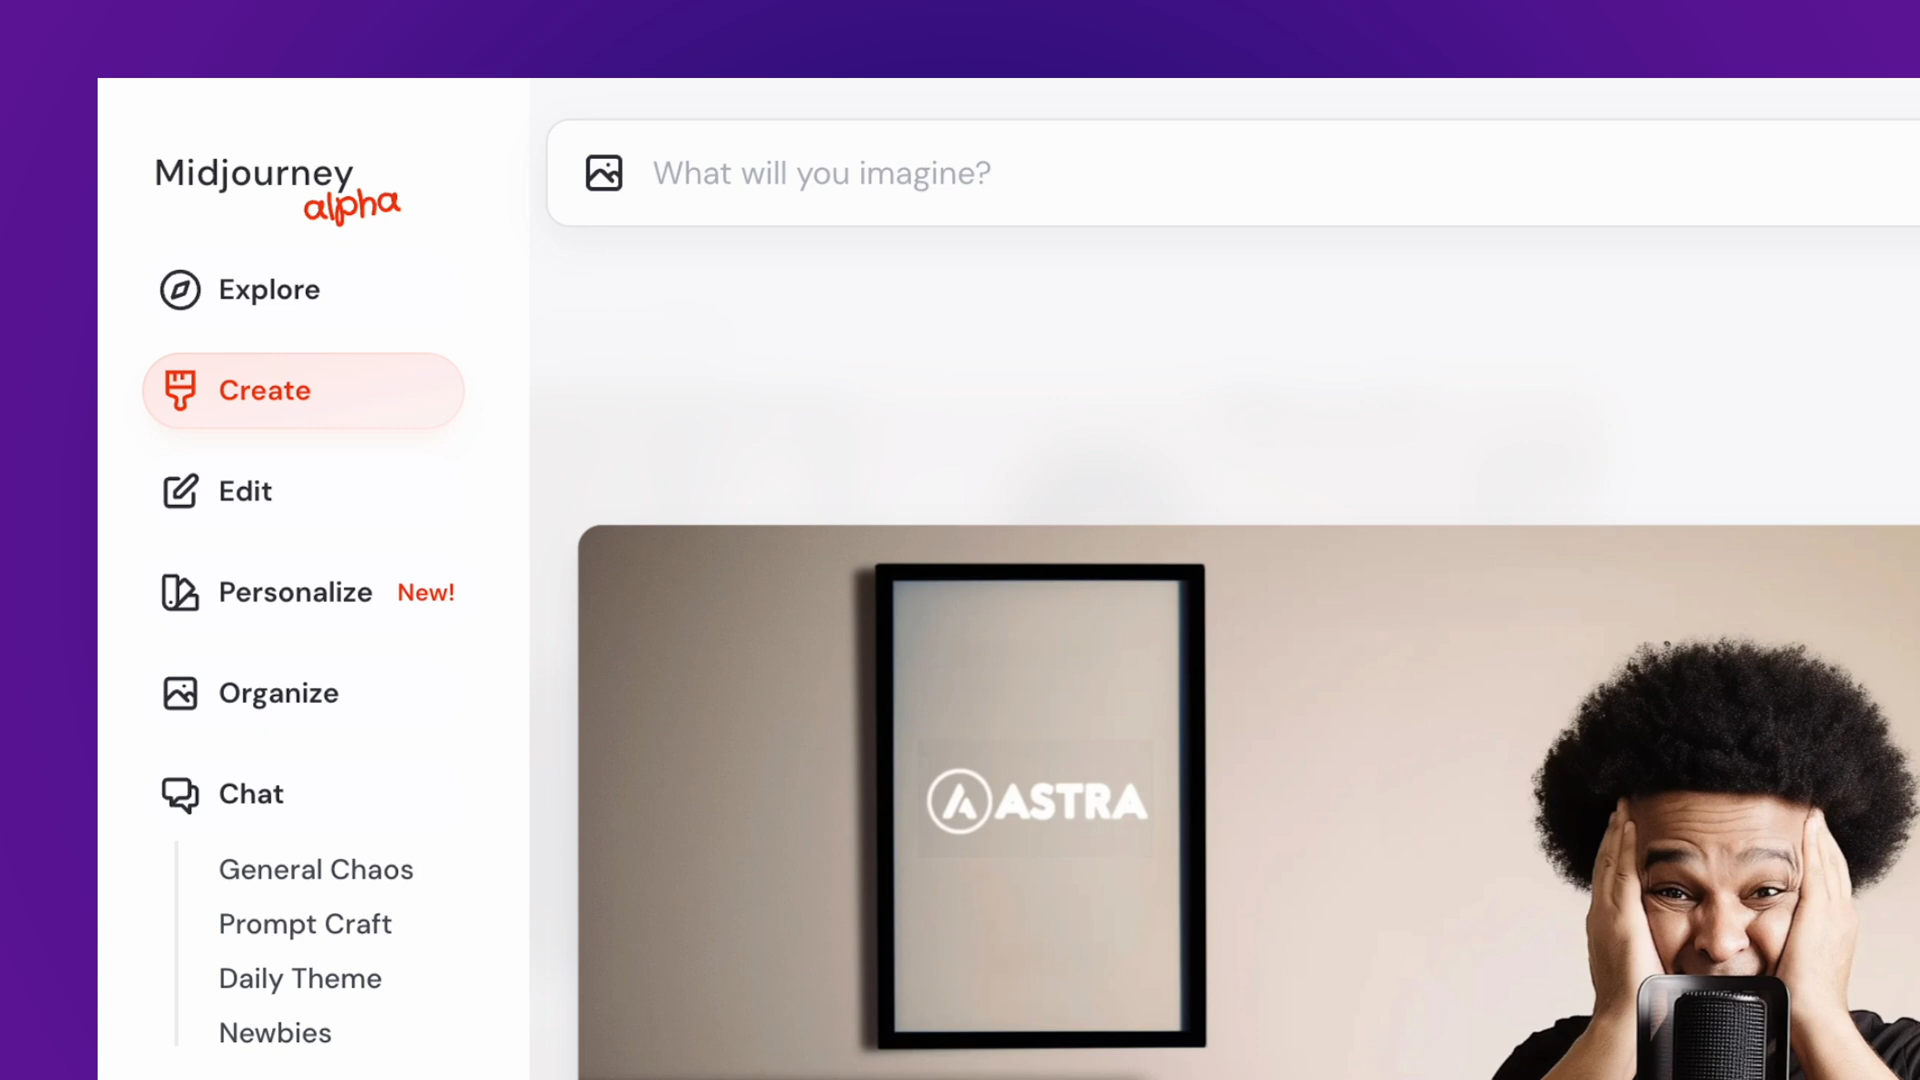 Midjourney
alpha
What will you imagine?
Explore
Create
Edit
Personalize New!
Organize
Chat
General Chaos
Prompt Craft
Daily Theme
Newbies
ASTRA